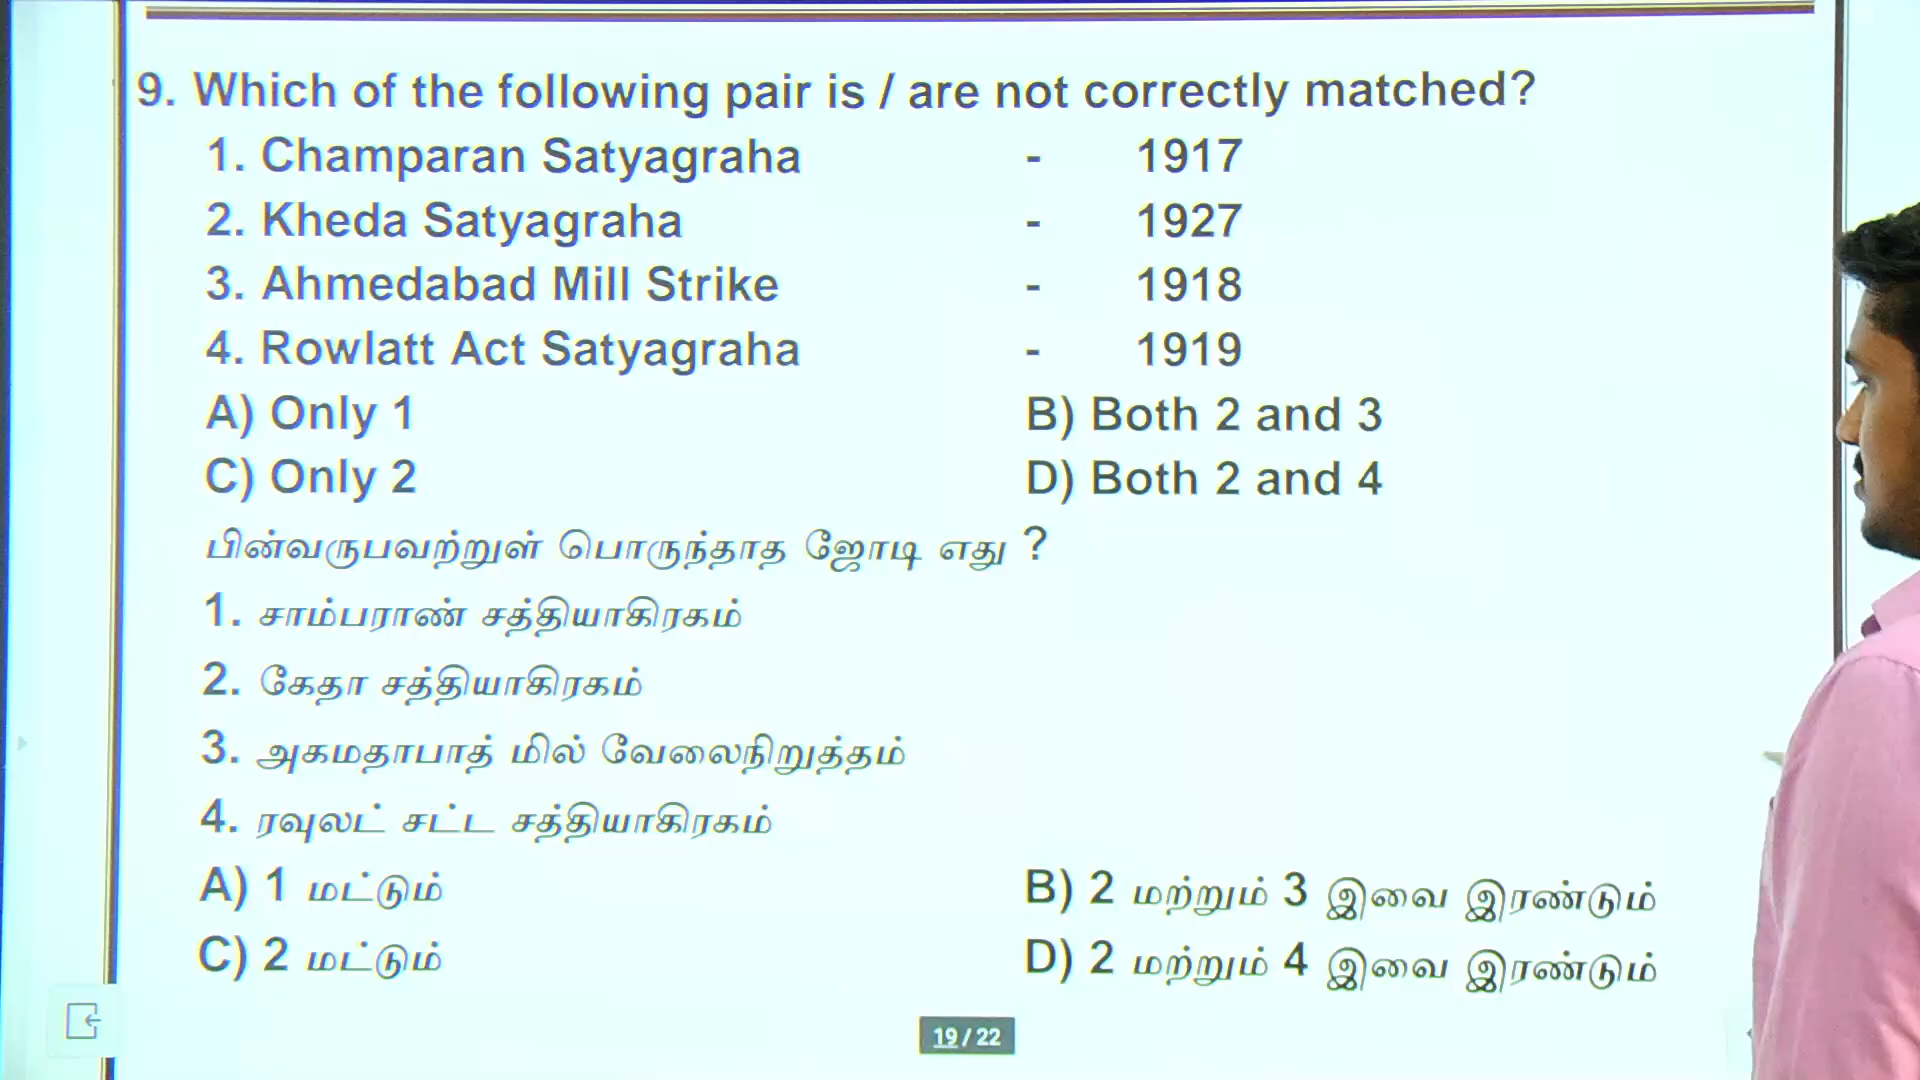 9. Which of the following pair is / are not correctly matched?
1. Champaran Satyagraha - 1917
2. Kheda Satyagraha - 1927
3. Ahmedabad Mill Strike - 1918
4. Rowlatt Act Satyagraha - 1919
A) Only 1 B) Both 2 and 3
C) Only 2 D) Both 2 and 4
பின்வருபவற்றுள் பொருந்தாத ஜோடி எது ?
1. சாம்பராண் சத்தியாகிரகம்
2. கேதா சத்தியாகிரகம்
3. அகமதாபாத் மில் வேலைநிறுத்தம்
4. ரவுலட் சட்ட சத்தியாகிரகம்
A) 1 மட்டும் B) 2 மற்றும் 3 இவை இரண்டும்
C) 2 மட்டும் D) 2 மற்றும் 4 இவை இரண்டும்
19 / 22